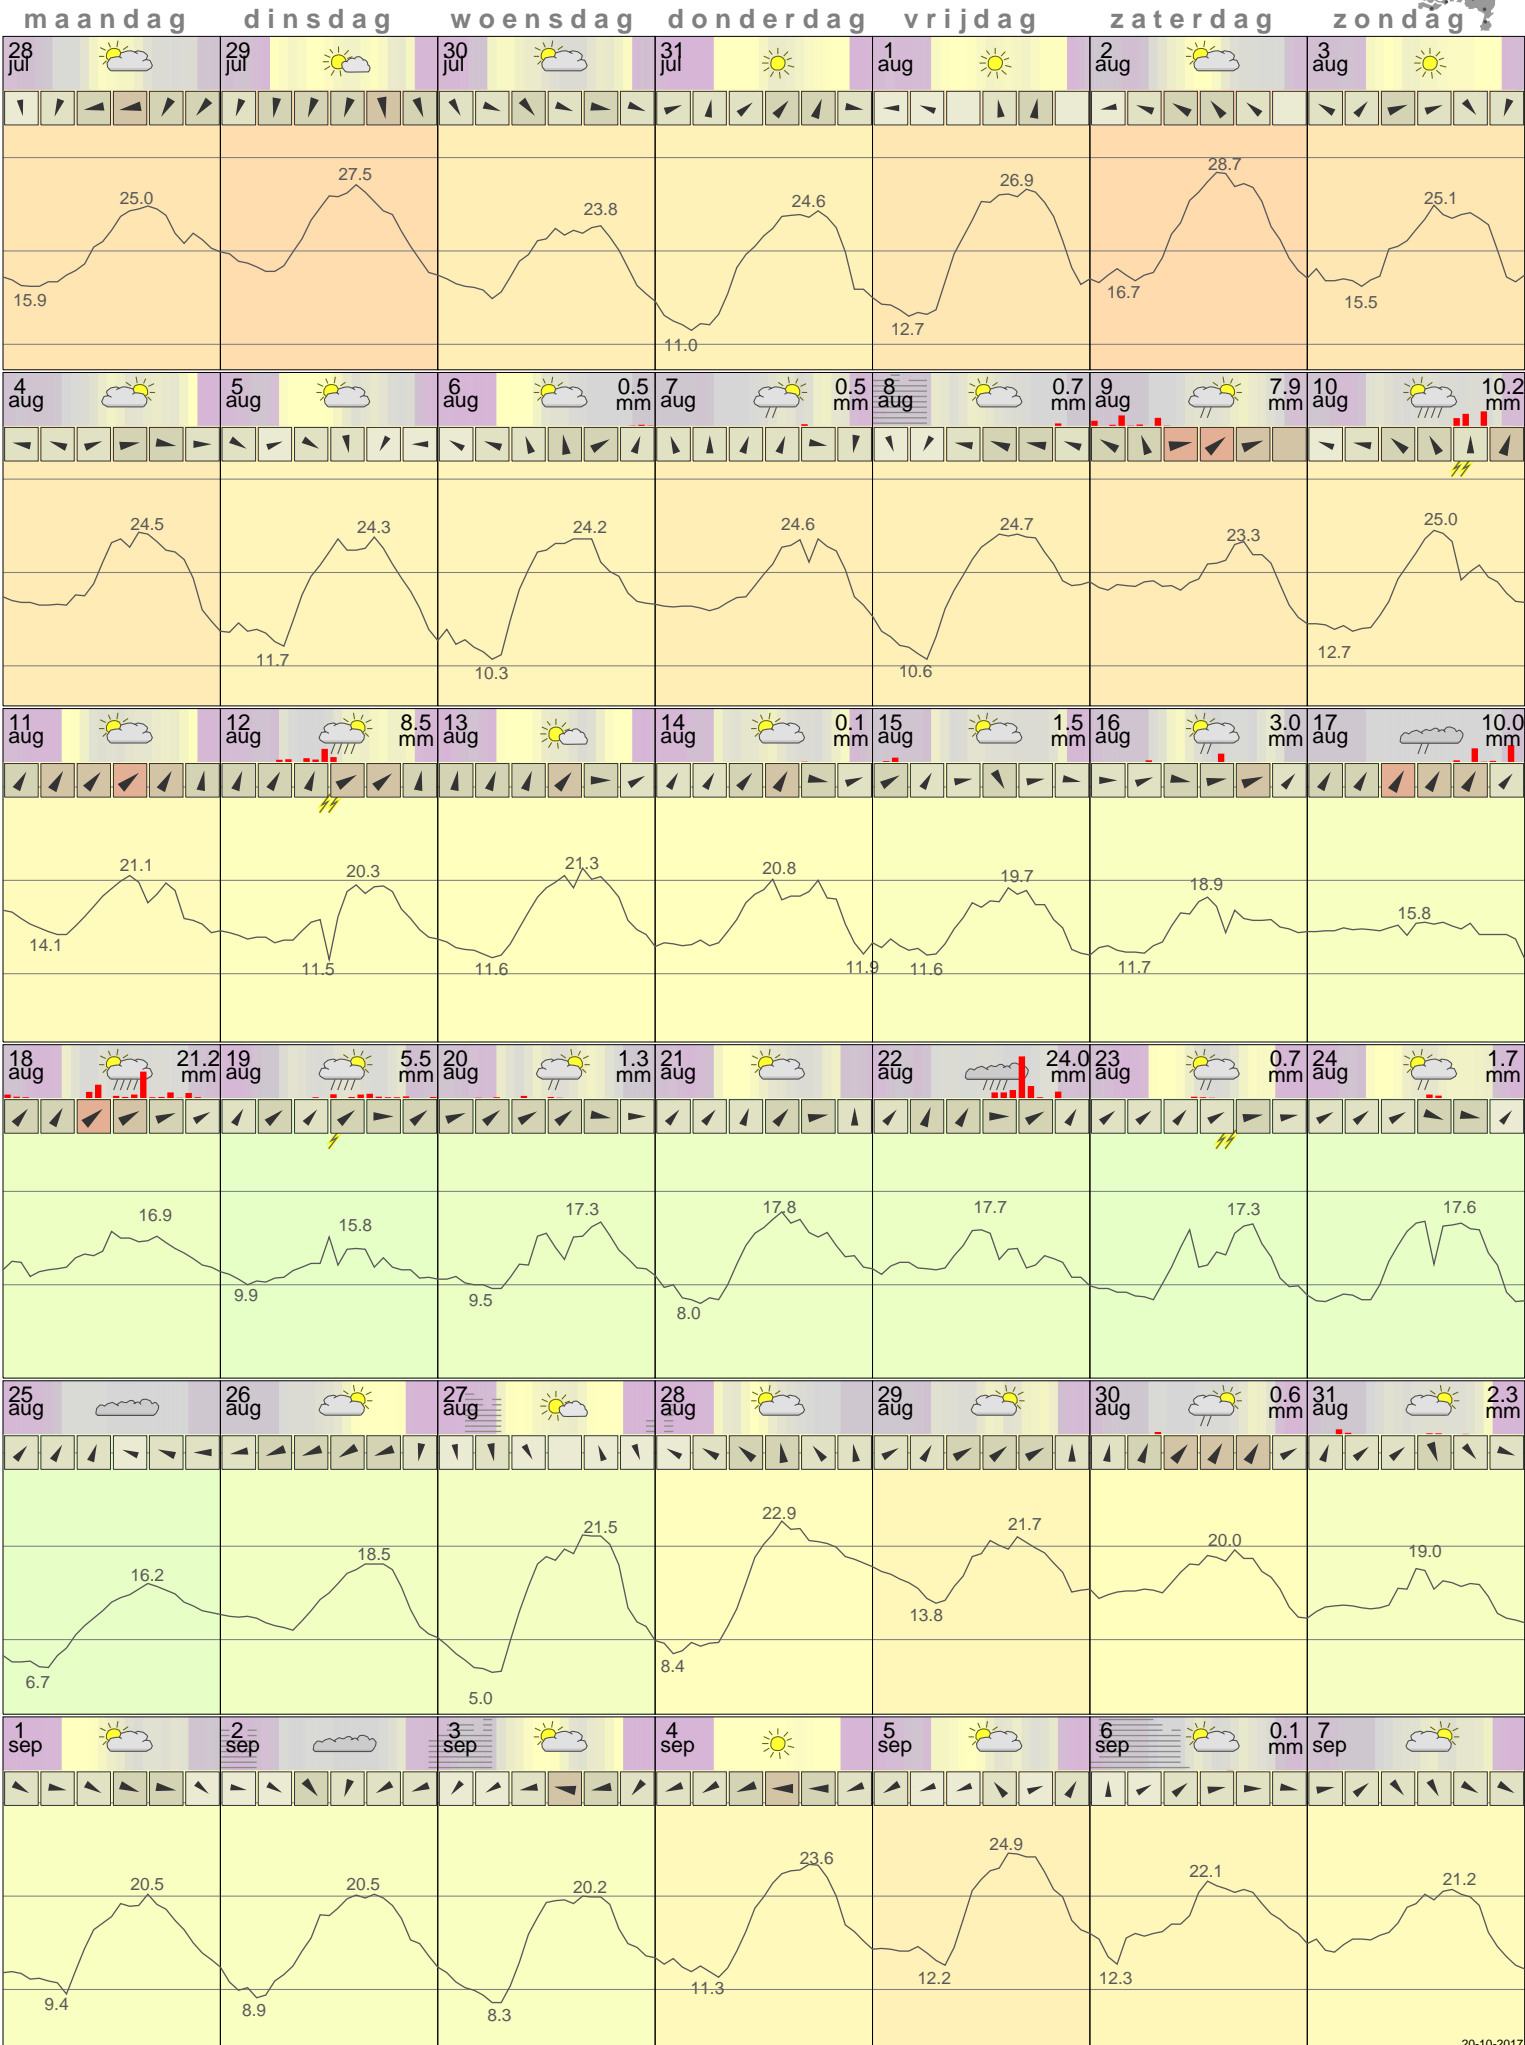 maandag dinsdag woensdag donderdag vrijdag zaterdag zondag
28 29 30 31 1 2 3
jul jul jul jul aug aug aug
28.7
27.5
26.9
25.0 23.8 24.6 25.1
15.9 16.7 15.5
12.7
11.0
4 5 6 0.5 7 0.5 8 0.7 9 7.9 10 10.2
aug aug aug mm aug mm aug mm aug mm aug mm
24.5 24.3 24.2 24.6 24.7 23.3 25.0
11.7 10.3 10.6 12.7
11 12 8.5 13 14 0.1 15 1.5 16 3.0 17 10.0
aug aug mm aug aug mm aug mm aug mm aug mm
21.1 20.3 21.3 20.8 19.7 18.9 15.8
14.1 11.5 11.6 11.9 11.6 11.7
18 21.2 19 5.5 20 1.3 21 22 24.0 23 0.7 24 1.7
aug mm aug mm aug mm aug aug mm aug mm aug mm
16.9 15.8 17.3 17.8 17.7 17.3 17.6
9.9 9.5 8.0
25 26 27 28 29 30 0.6 31 2.3
aug aug aug aug aug aug mm aug mm
16.2 18.5 21.5 22.9 21.7 20.0 19.0
6.7 5.0 8.4 13.8
1 2 3 4 5 6 0.1 7
sep sep sep sep sep sep mm sep
20.5 20.5 20.2 23.6 24.9 22.1 21.2
9.4 8.9 8.3 11.3 12.2 12.3
20-10-2017